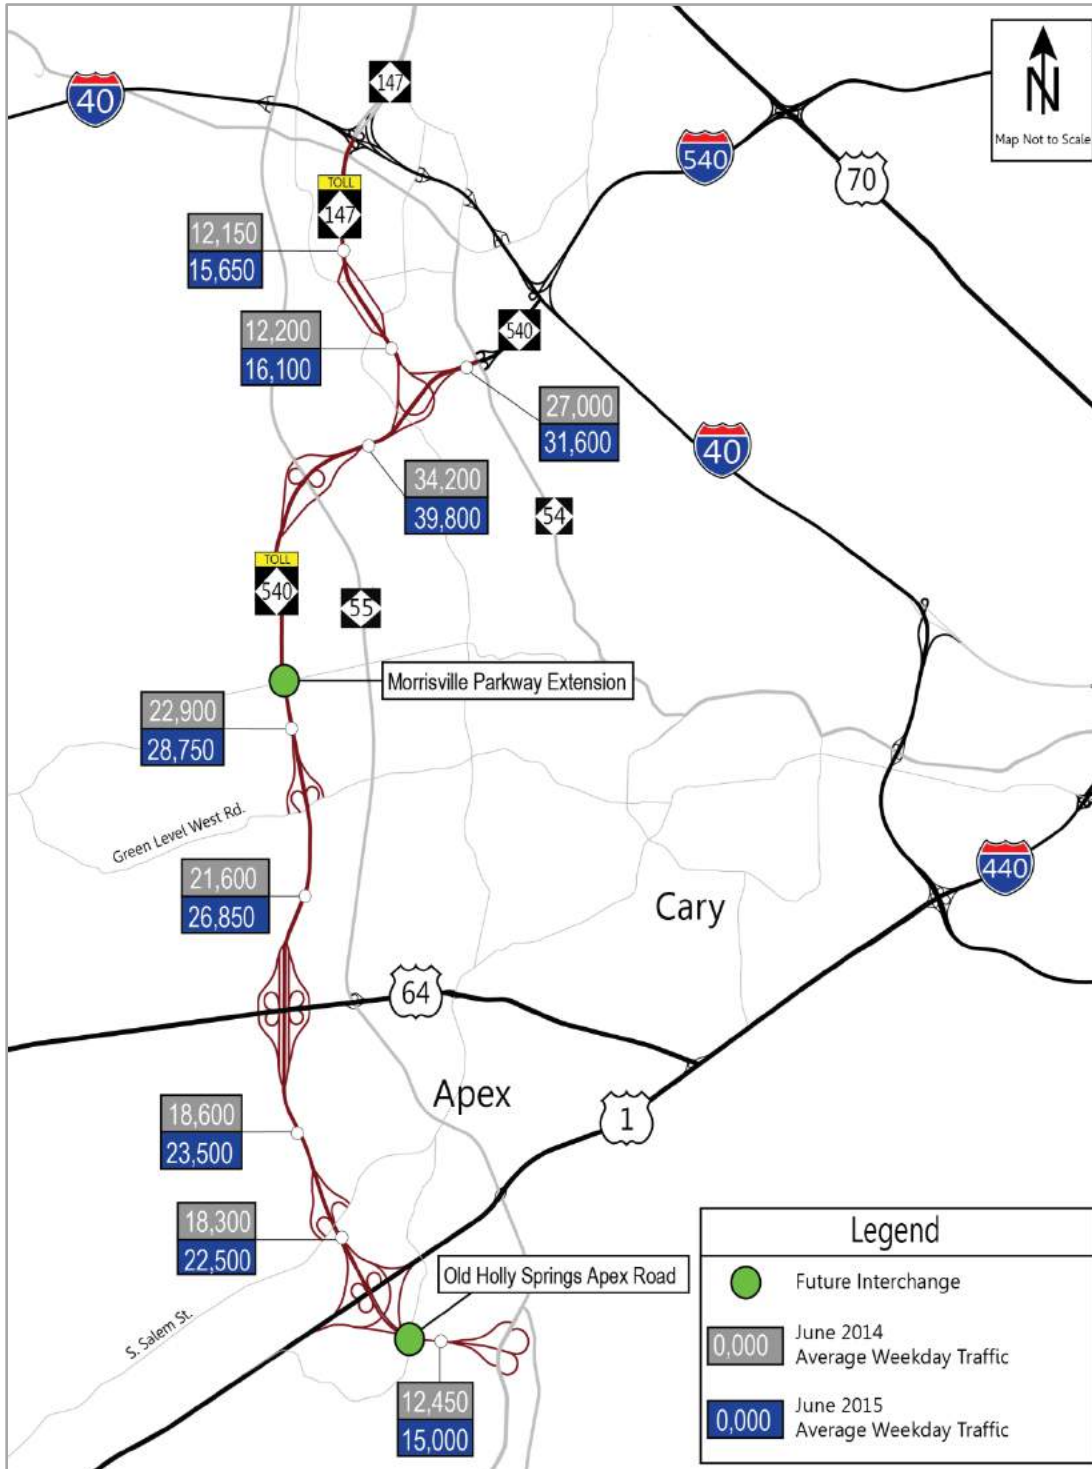 147
40
N
Map Not to Scale
540
70
TOLL
147
12,150
15,650
540
12,200
16,100
27,000
31,600
40
34,200
39,800
54
TOLL
540
55
Morrisville Parkway Extension
22,900
28,750
Green Level West Rd.
440
21,600
26,850
Cary
64
Apex
1
18,600
23,500
18,300
22,500
Old Holly Springs Apex Road
S. Salem St.
12,450
15,000
Legend
Future Interchange
0,000
June 2014
Average Weekday Traffic
0,000
June 2015
Average Weekday Traffic